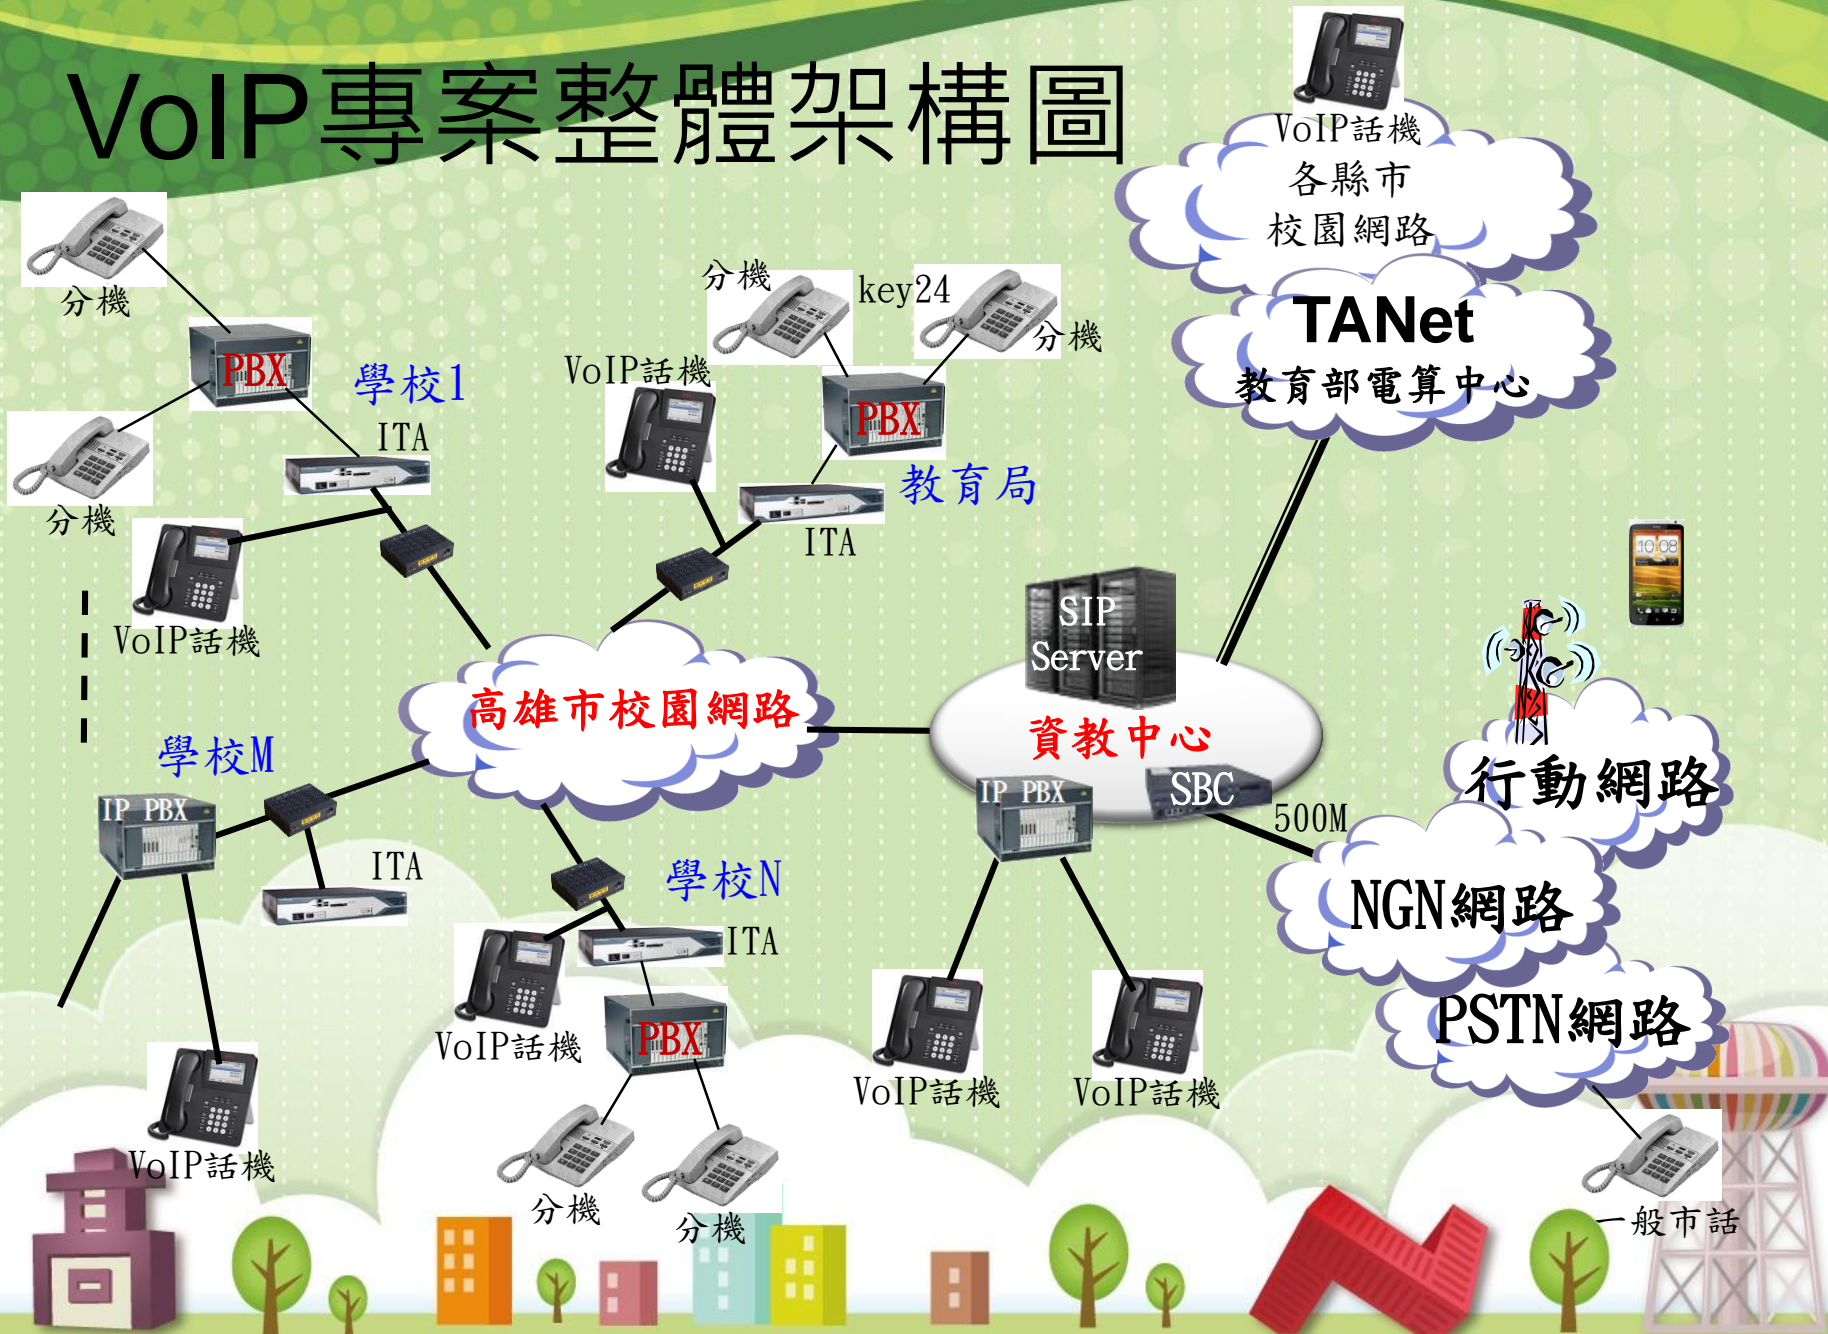 VoIP專案整體架構圖
VoIP話機
各縣市
校園網路
TANet
教育部電算中心
分機
PBX
學校1
ITA
分機
VoIP話機
分機
key24
分機
VoIP話機
PBX
教育局
ITA
10:08
SIP
Server
高雄市校園網路
資教中心
IP PBX
SBC
500M
行動網路
NGN網路
PSTN網路
一般市話
學校M
IP PBX
ITA
VoIP話機
學校N
ITA
VoIP話機
PBX
分機
分機
VoIP話機
VoIP話機